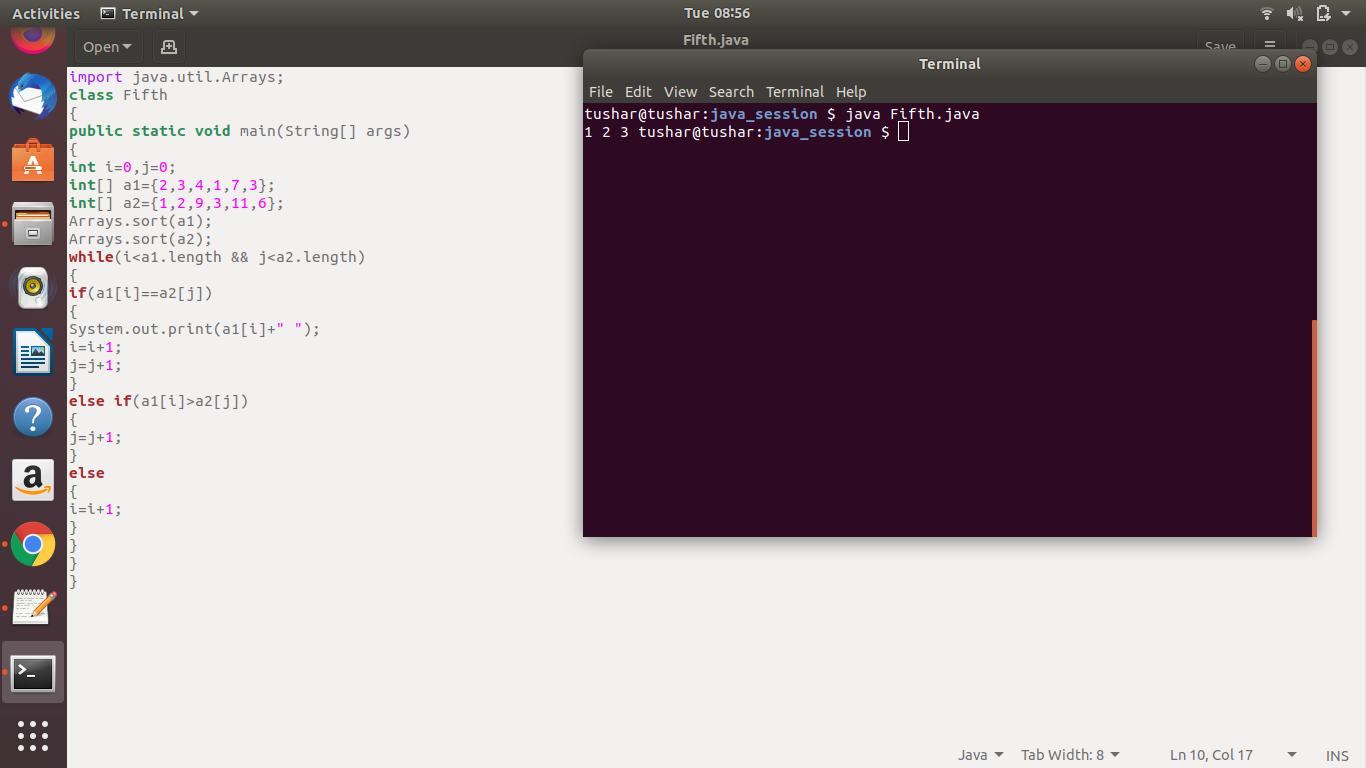 Activities Terminal Tue 08:56
Open Fifth.java Save
import java.util.Arrays;
class Fifth
{
public static void main(String[] args)
{
int i=0,j=0;
int[] a1={2,3,4,1,7,3};
int[] a2={1,2,9,3,11,6};
Arrays.sort(a1);
Arrays.sort(a2);
while(i<a1.length && j<a2.length)
{
if(a1[i]==a2[j])
{
System.out.print(a1[i]+" ");
i=i+1;
j=j+1;
}
else if(a1[i]>a2[j])
{
j=j+1;
}
else
{
i=i+1;
}
}
}
}
Terminal
File Edit View Search Terminal Help
tushar@tushar:java_session $ java Fifth.java
1 2 3 tushar@tushar:java_session $
Java Tab Width: 8 Ln 10, Col 17 INS